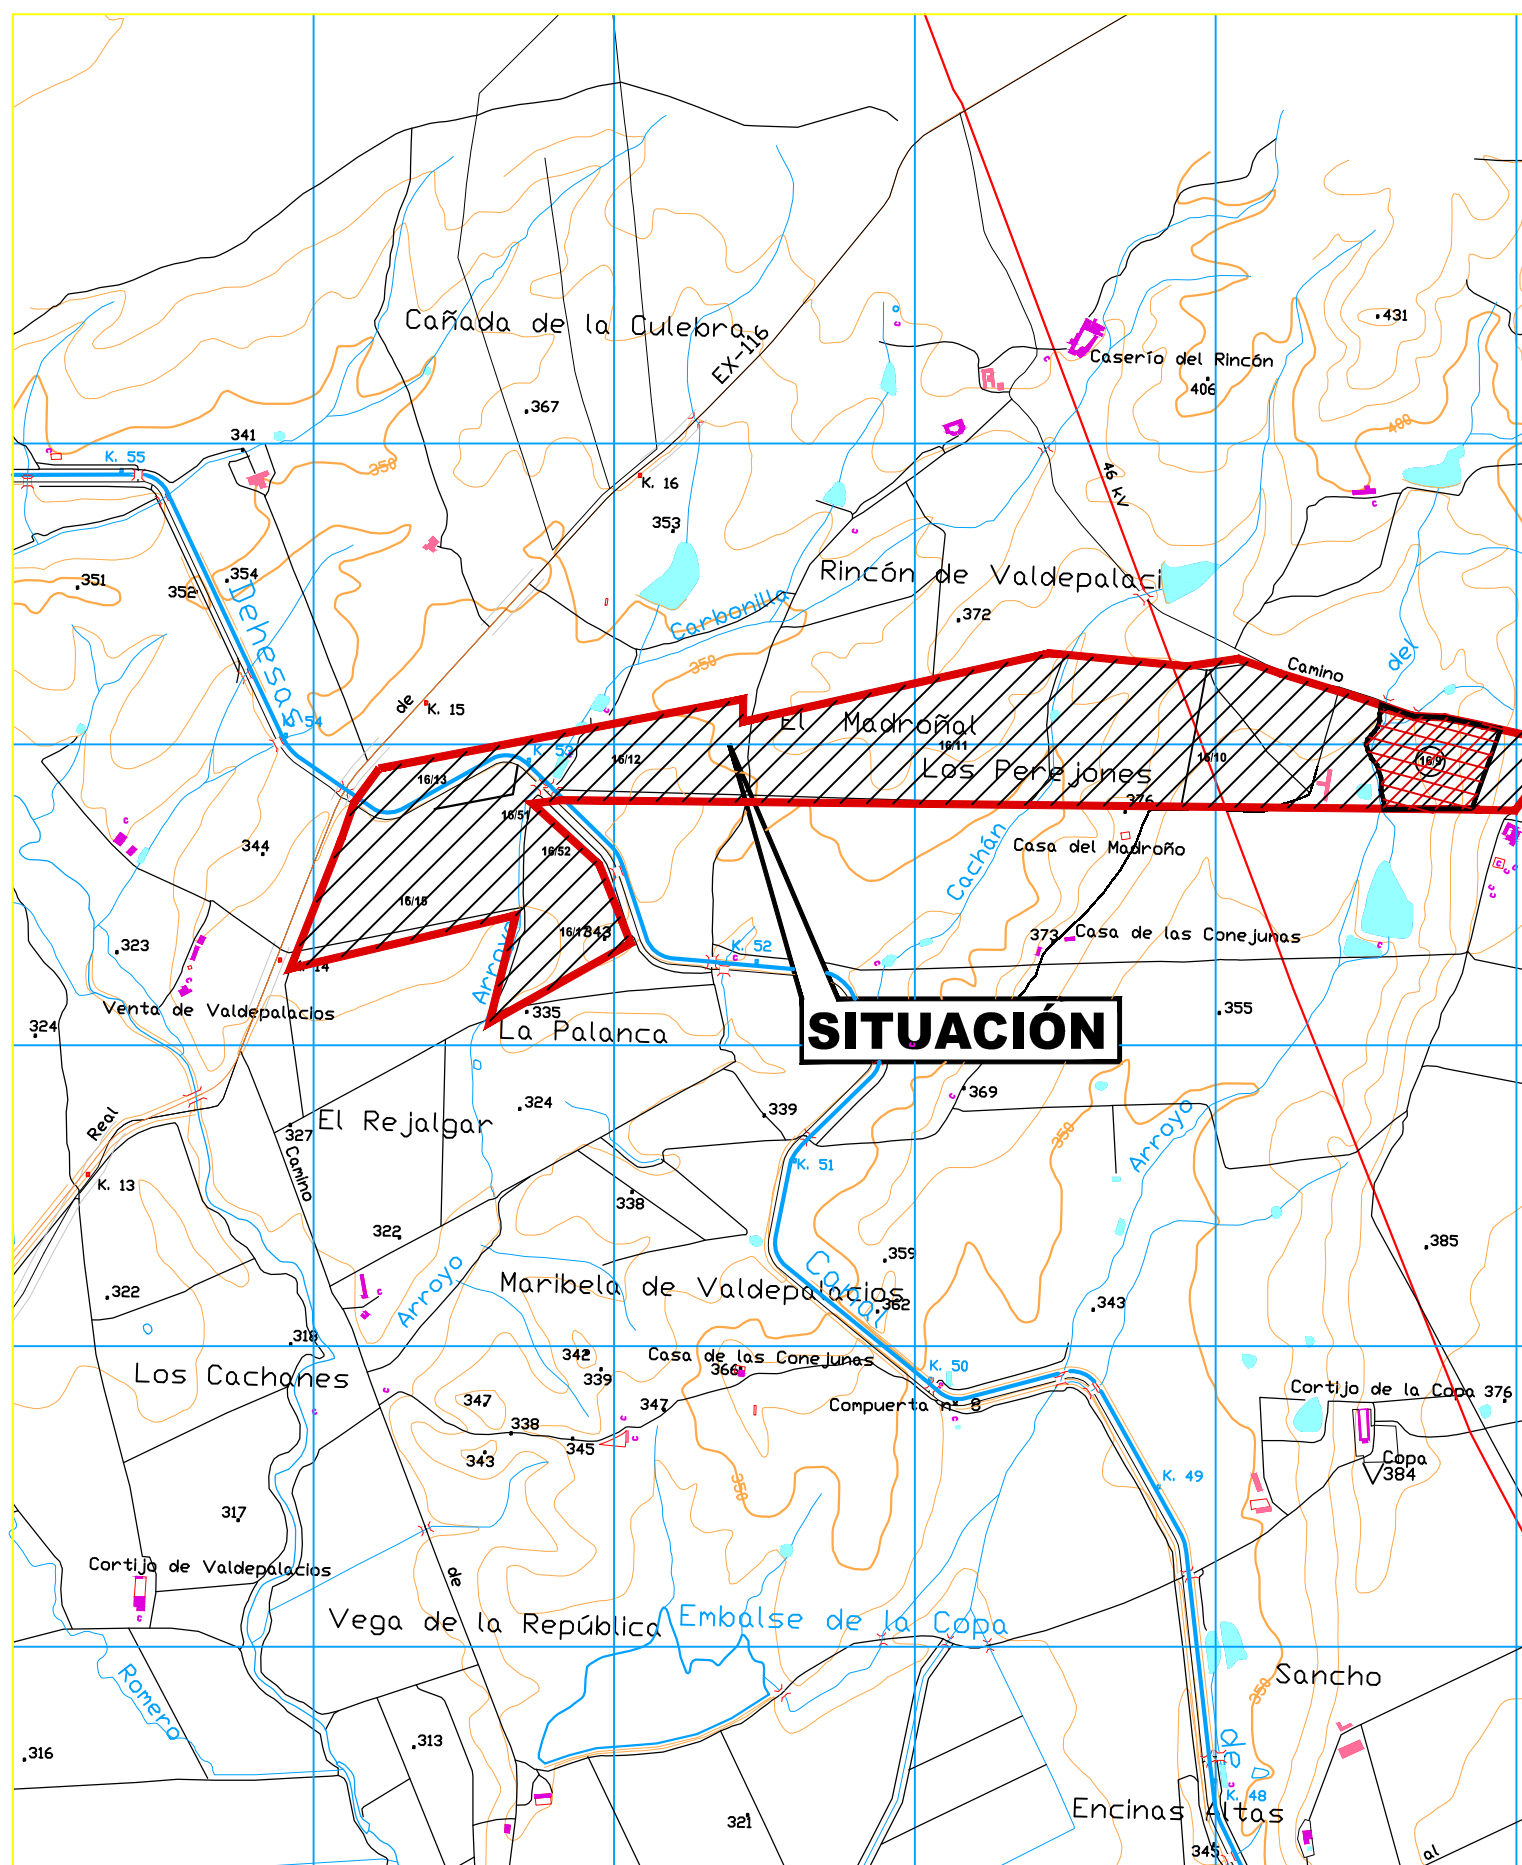 431
Cañada de la Culebra
EX-116
Caserío del Rincón
406
367
400
341
K. 55
350
K. 16
46 kV
353
351
352
354
Dehesas
Rincón de Valdepalaci
Carbonilla
372
350
del
Camino
de
K. 15
54
El Madroñal
K. 53
16/13
16/12
16/11
16/10
16/9
Los Perejones
376
16/51
16/52
344
Casa del Madroño
Cachán
16/15
16/17
343
323
K. 52
373
Casa de las Conejunas
14
Arroyo
Venta de Valdepalacios
324
335
La Palanca
SITUACIÓN
355
369
324
339
El Rejalgar
327
Real
Camino
350
Arroyo
K. 51
K. 13
338
322
359
385
Arroyo
Maribela de Valdepalacios
Canal
322
362
343
318
342
Casa de las Conejunas
366
K. 50
Los Cachanes
339
Cortijo de la Copa
376
347
347
Compuerta nº 8
338
345
343
Copa
384
K. 49
350
317
Cortijo de Valdepalacios
de
Vega de la República
Embalse de la Copa
Sancho
Romero
350
316
313
de
K. 48
321
Encinas Altas
345
al